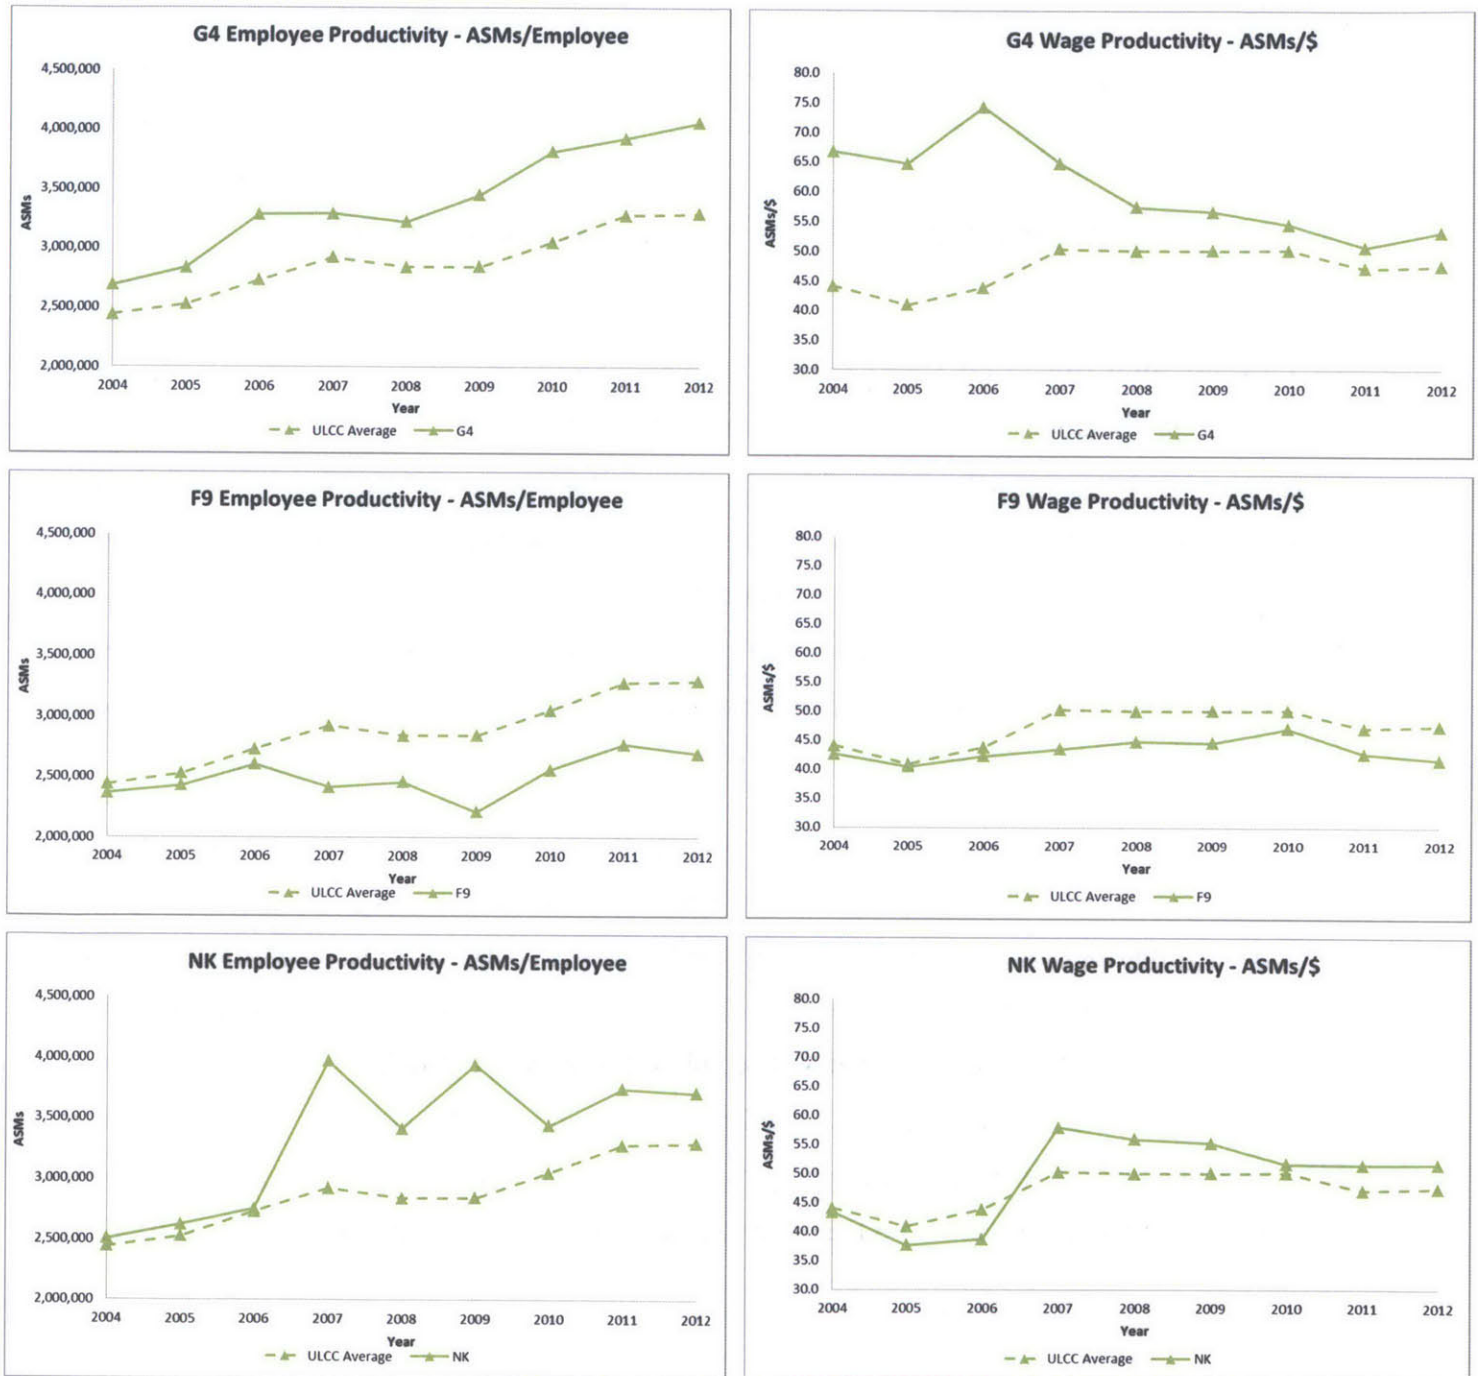 G4 Employee Productivity - ASMs/Employee
4,500,000
4,000,000
3,500,000
3,000,000
2,500,000
2,000,000
ASMs
2004 2005 2006 2007 2008 2009 2010 2011 2012
Year
ULCC Average G4
G4 Wage Productivity - ASMs/$
80.0
75.0
70.0
65.0
60.0
55.0
50.0
45.0
40.0
35.0
30.0
ASMs/$
2004 2005 2006 2007 2008 2009 2010 2011 2012
Year
ULCC Average G4
F9 Employee Productivity - ASMs/Employee
4,500,000
4,000,000
3,500,000
3,000,000
2,500,000
2,000,000
ASMs
2004 2005 2006 2007 2008 2009 2010 2011 2012
Year
ULCC Average F9
F9 Wage Productivity - ASMs/$
80.0
75.0
70.0
65.0
60.0
55.0
50.0
45.0
40.0
35.0
30.0
ASMs/$
2004 2005 2006 2007 2008 2009 2010 2011 2012
Year
ULCC Average F9
NK Employee Productivity - ASMs/Employee
4,500,000
4,000,000
3,500,000
3,000,000
2,500,000
2,000,000
ASMs
2004 2005 2006 2007 2008 2009 2010 2011 2012
Year
ULCC Average NK
NK Wage Productivity - ASMs/$
80.0
75.0
70.0
65.0
60.0
55.0
50.0
45.0
40.0
35.0
30.0
ASMs/$
2004 2005 2006 2007 2008 2009 2010 2011 2012
Year
ULCC Average NK